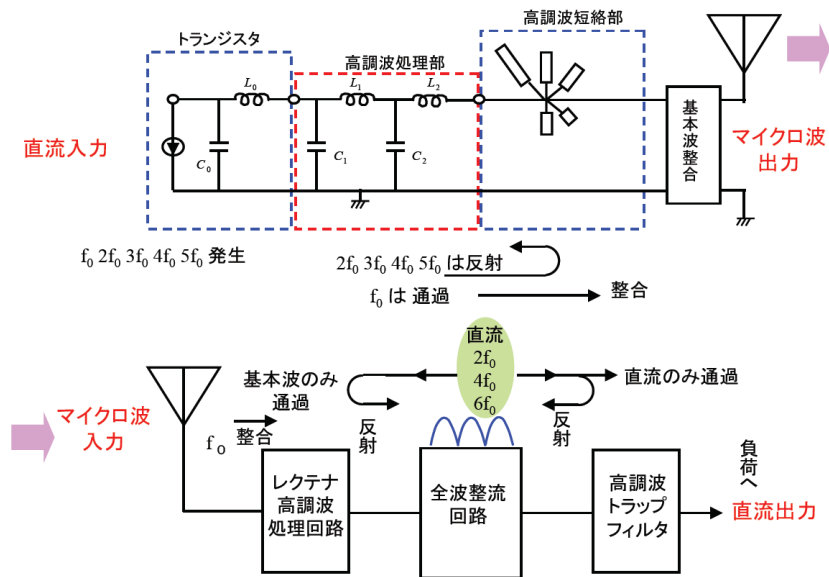 高調波短絡部
トランジスタ
高調波処理部
L₀
L₁
L₂
直流入力
C₀
C₁
C₂
基本波整合
マイクロ波
出力
f₀ 2f₀ 3f₀ 4f₀ 5f₀ 発生
2f₀ 3f₀ 4f₀ 5f₀ は反射
f₀ は 通過
整合
直流
2f₀
4f₀
6f₀
基本波のみ
通過
直流のみ通過
マイクロ波
入力
f₀
整合
反射
反射
レクテナ
高調波
処理回路
全波整流
回路
高調波
トラップ
フィルタ
負荷へ
直流出力